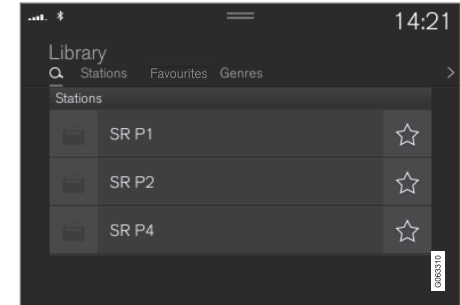 14:21
Library
Stations Favourites Genres
Stations
SR P1
SR P2
SR P4
G063310